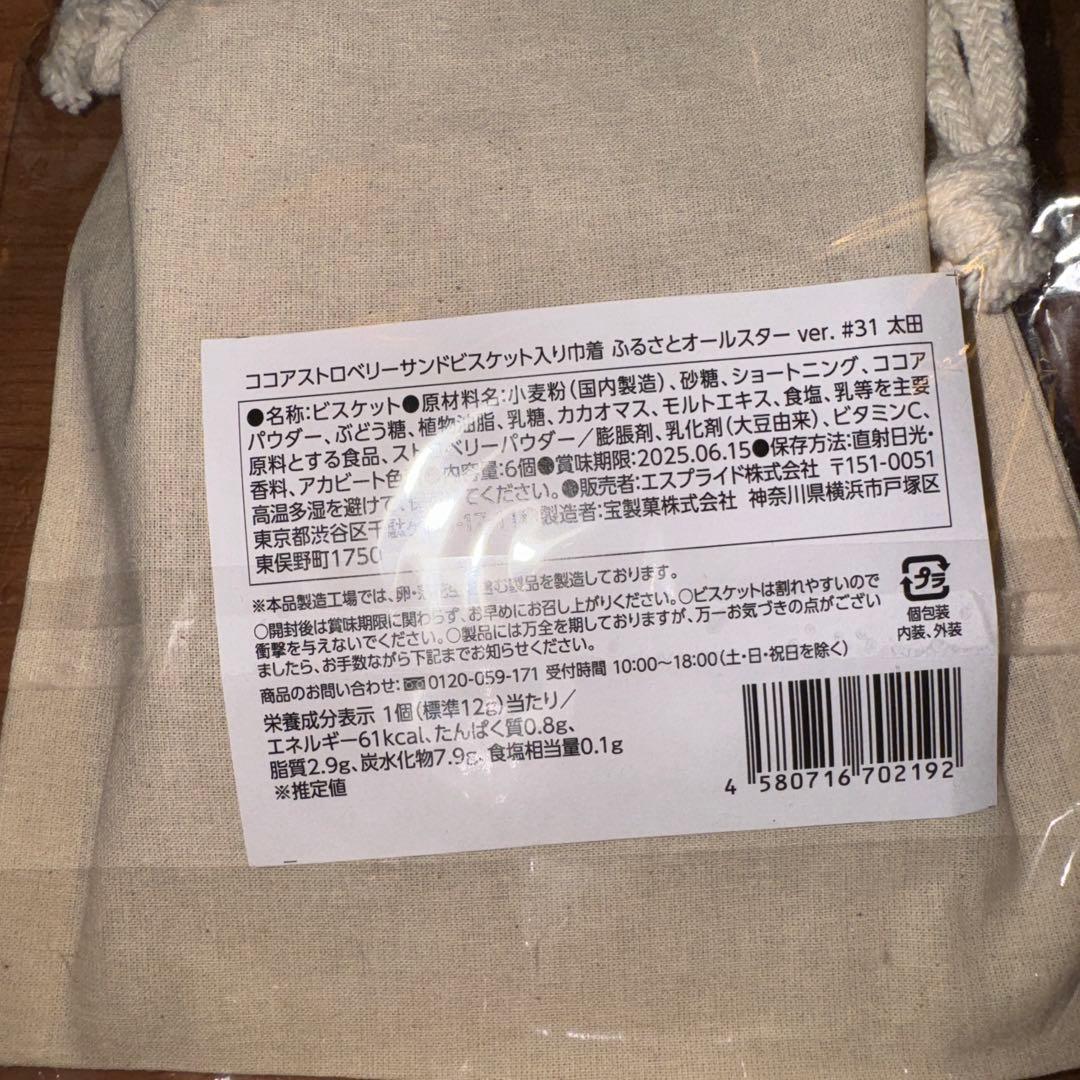 ココアストロベリーサンドビスケット入り巾着 ふるさとオールスター ver. #31 太田
●名称:ビスケット●原材料名:小麦粉(国内製造)、砂糖、ショートニング、ココア
パウダー、ぶどう糖、植物油脂、乳糖、カカオマス、モルトエキス、食塩、乳等を主要
原料とする食品、ストロベリーパウダー/膨脹剤、乳化剤(大豆由来)、ビタミンC、
香料、アカビート色 内容量:6個●賞味期限:2025.06.15●保存方法:直射日光・
高温多湿を避けて、 てください。●販売者:エスプライド株式会社 〒151-0051
東京都渋谷区千 製造者:宝製菓株式会社 神奈川県横浜市戸塚区
東俣野町1750
※本品製造工場では、卵・ 含む製品を製造しております。
○開封後は賞味期限に関わらず、お早めにお召し上がりください。○ビスケットは割れやすいので
衝撃を与えないでください。○製品には万全を期しておりますが、万一お気づきの点がござい
ましたら、お手数ながら下記までお知らせください。
商品のお問い合わせ:0120-059-171 受付時間 10:00〜18:00(土・日・祝日を除く)
栄養成分表示 1個(標準12g)当たり/
エネルギー61kcal、たんぱく質0.8g、
脂質2.9g、炭水化物7.9g、食塩相当量0.1g
※推定値
プラ
個包装
内装、外装
4 580716 702192